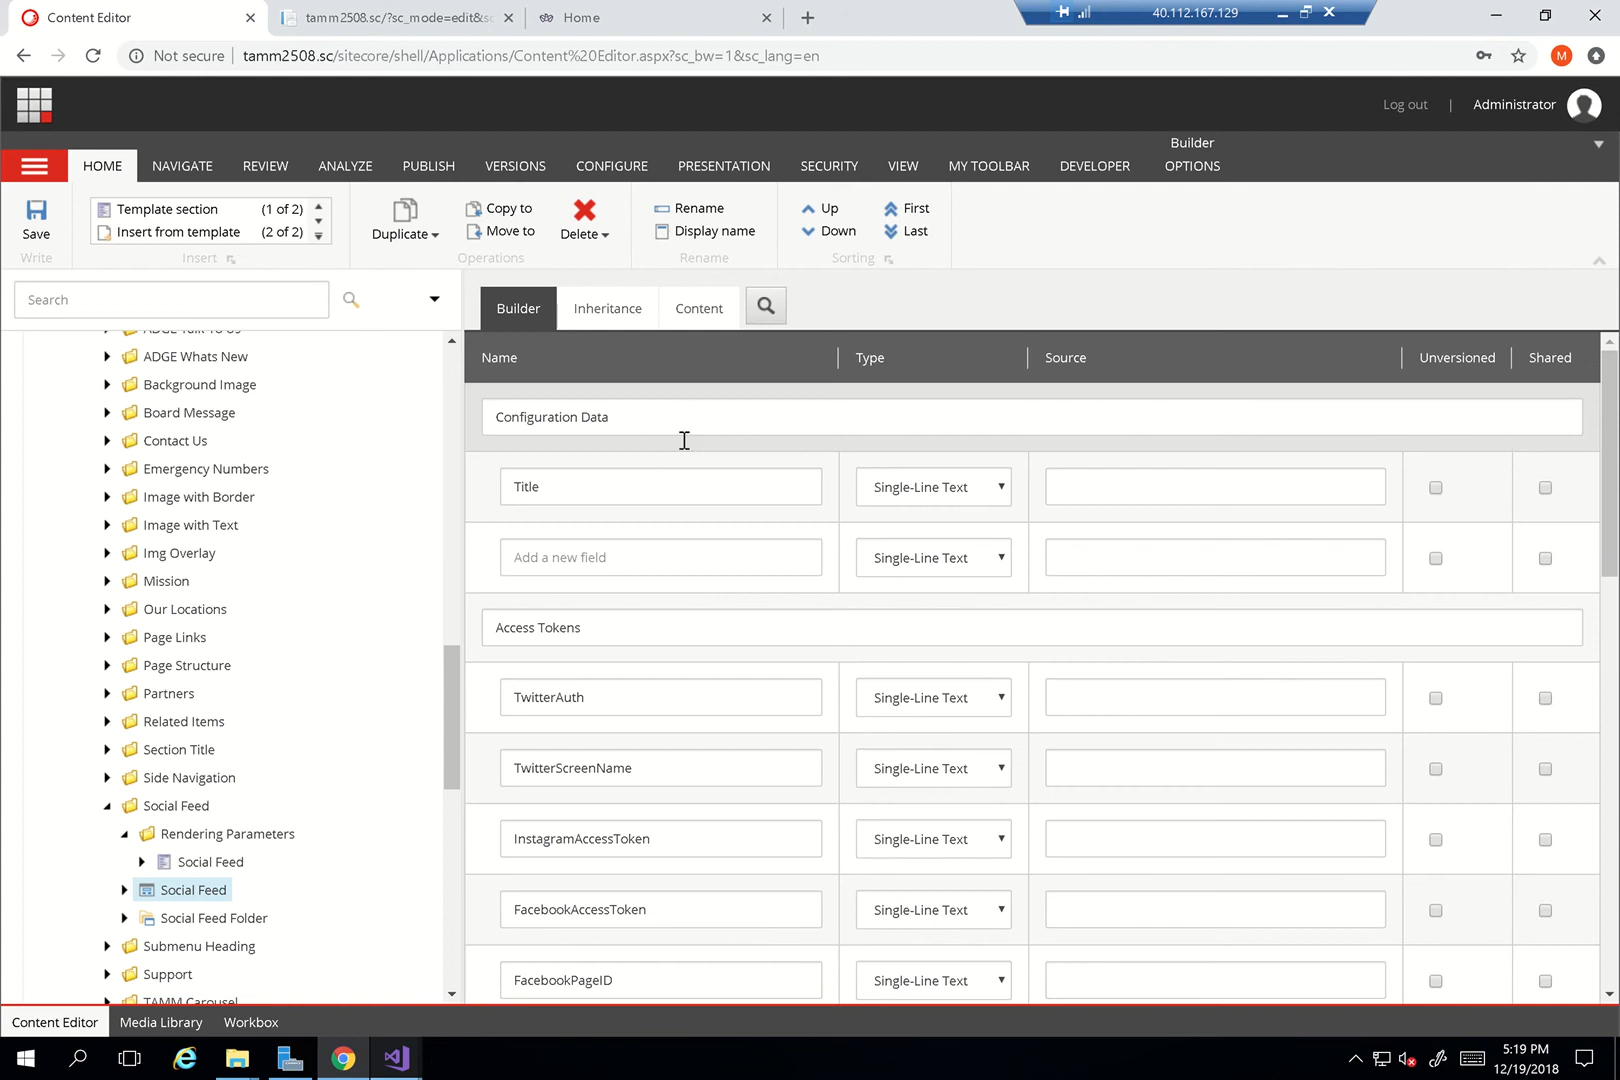 Content Editor
tamm2508.sc/?sc_mode=edit&sc
Home
40.112.167.129
Not secure
tamm2508.sc/sitecore/shell/Applications/Content%20Editor.aspx?sc_bw=1&sc_lang=en
M
Log out | Administrator
Builder
HOME NAVIGATE REVIEW ANALYZE PUBLISH VERSIONS CONFIGURE PRESENTATION SECURITY VIEW MY TOOLBAR DEVELOPER OPTIONS
Save
Write
Template section (1 of 2)
Insert from template (2 of 2)
Insert
Duplicate
Copy to
Move to
Delete
Operations
Rename
Display name
Rename
Up
Down
First
Last
Sorting
Search
Builder Inheritance Content
ADGE Talk To Us
ADGE Whats New
Background Image
Board Message
Contact Us
Emergency Numbers
Image with Border
Image with Text
Img Overlay
Mission
Our Locations
Page Links
Page Structure
Partners
Related Items
Section Title
Side Navigation
Social Feed
Rendering Parameters
Social Feed
Social Feed
Social Feed Folder
Submenu Heading
Support
TAMM Carousel
Name Type Source Unversioned Shared
Configuration Data
Title Single-Line Text
Add a new field Single-Line Text
Access Tokens
TwitterAuth Single-Line Text
TwitterScreenName Single-Line Text
InstagramAccessToken Single-Line Text
FacebookAccessToken Single-Line Text
FacebookPageID Single-Line Text
Content Editor Media Library Workbox
5:19 PM
12/19/2018